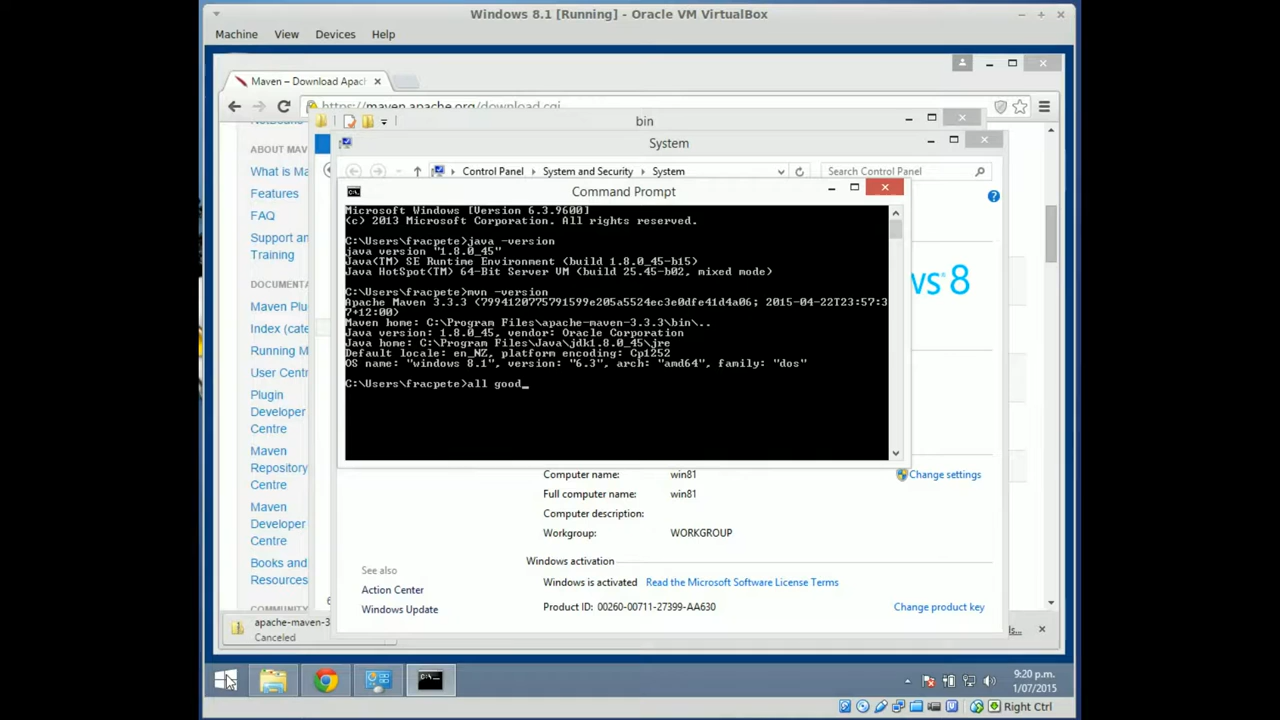 Windows 8.1 [Running] - Oracle VM VirtualBox
Machine View Devices Help
Maven – Download Apac
https://maven.apache.org/download.cgi
bin
System
ABOUT MAV
What is Ma
Features
FAQ
Support an
Training
Index (cate
Running M
User Centr
Plugin
Developer
Centre
Maven
Repository
Centre
Maven
Developer
Centre
Books and
Resources
COMMUNITY
Control Panel System and Security System
Search Control Panel
Command Prompt
Microsoft Windows [Version 6.3.9600]
(c) 2013 Microsoft Corporation. All rights reserved.
C:\Users\fracpete>java -version
java version "1.8.0_45"
Java(TM) SE Runtime Environment (build 1.8.0_45-b15)
Java HotSpot(TM) 64-Bit Server VM (build 25.45-b02, mixed mode)
C:\Users\fracpete>mvn -version
Apache Maven 3.3.3 (7994120775791599e205a5524ec3e0dfe41d4a06; 2015-04-22T23:57:3
7+12:00)
Maven home: C:\Program Files\apache-maven-3.3.3\bin\..
Java version: 1.8.0_45, vendor: Oracle Corporation
Java home: C:\Program Files\Java\jdk1.8.0_45\jre
Default locale: en_NZ, platform encoding: Cp1252
OS name: "windows 8.1", version: "6.3", arch: "amd64", family: "dos"
C:\Users\fracpete>all good_
ws 8
Computer name: win81
Change settings
Full computer name: win81
Computer description:
Workgroup: WORKGROUP
Windows activation
Windows is activated Read the Microsoft Software License Terms
Product ID: 00260-00711-27399-AA630
Change product key
See also
Action Center
Windows Update
apache-maven-3
Canceled
9:20 p.m.
1/07/2015
Right Ctrl